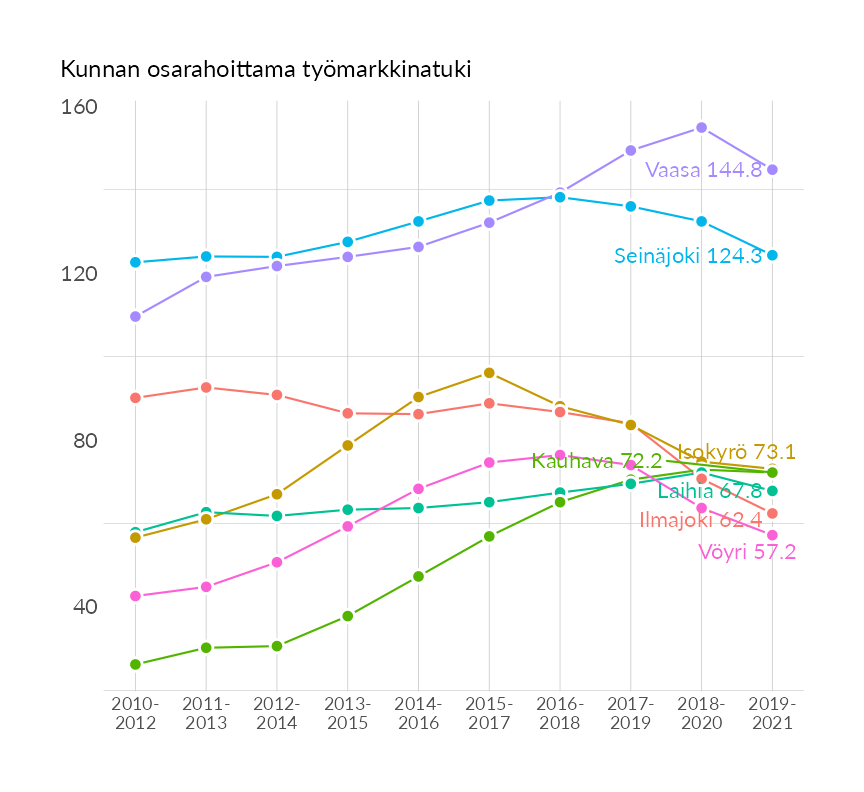 Kunnan osarahoittama työmarkkinatuki
160
Vaasa 144.8
Seinäjoki 124.3
120
80
Isokyrö 73.1
Kauhava 72.2
Laihia 67.8
Ilmajoki 62.4
Vöyri 57.2
40
2010- 2011- 2012- 2013- 2014- 2015- 2016- 2017- 2018- 2019-
2012 2013 2014 2015 2016 2017 2018 2019 2020 2021